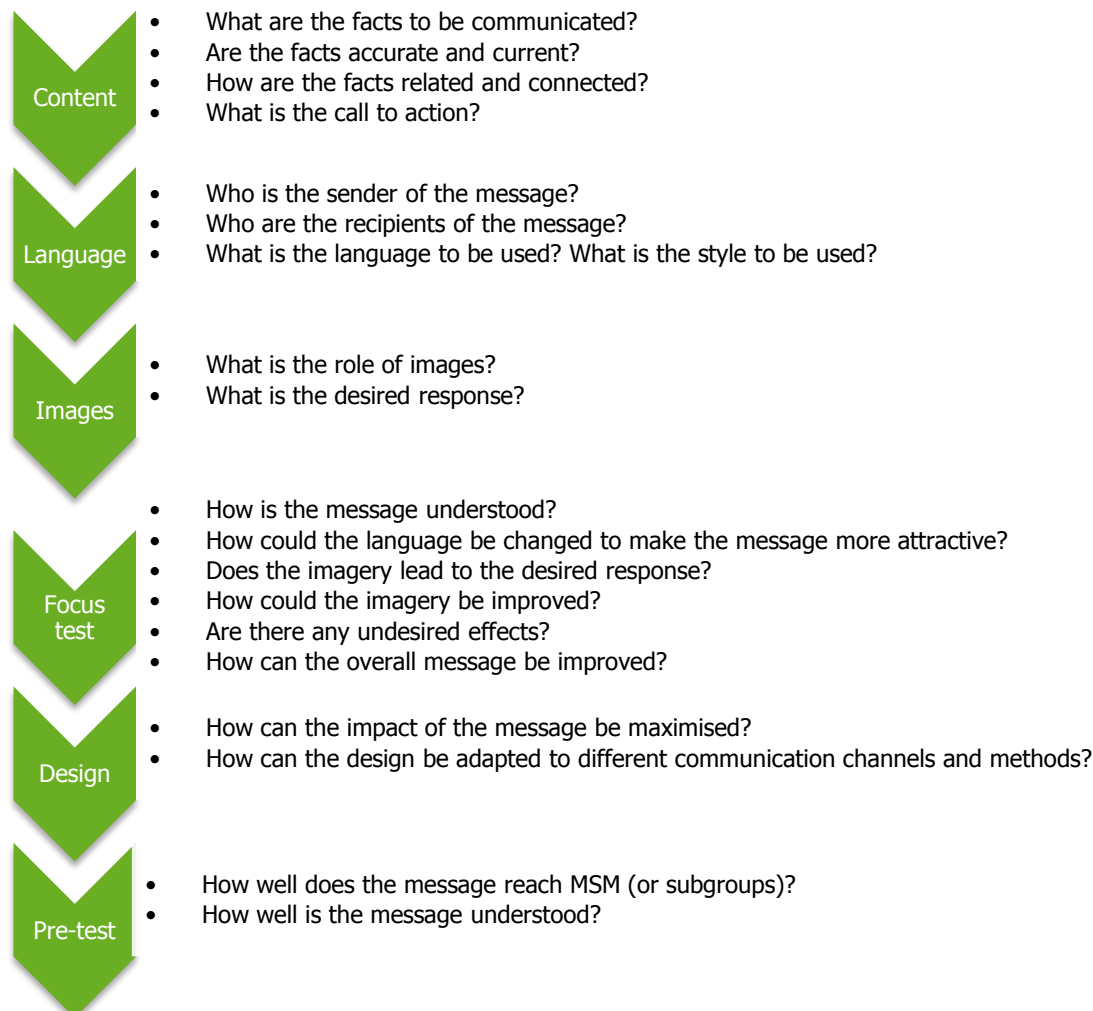 Content
• What are the facts to be communicated?
• Are the facts accurate and current?
• How are the facts related and connected?
• What is the call to action?
Language
• Who is the sender of the message?
• Who are the recipients of the message?
• What is the language to be used? What is the style to be used?
Images
• What is the role of images?
• What is the desired response?
Focus
test
• How is the message understood?
• How could the language be changed to make the message more attractive?
• Does the imagery lead to the desired response?
• How could the imagery be improved?
• Are there any undesired effects?
• How can the overall message be improved?
Design
• How can the impact of the message be maximised?
• How can the design be adapted to different communication channels and methods?
Pre-test
• How well does the message reach MSM (or subgroups)?
• How well is the message understood?